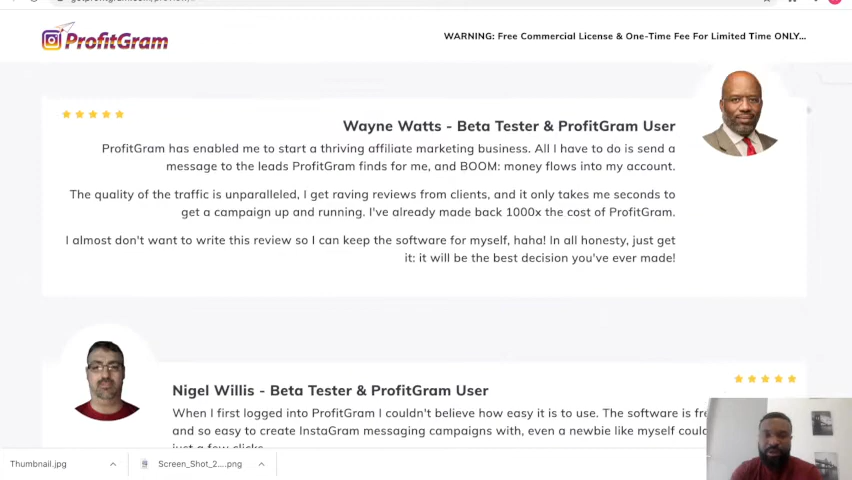 ProfitGram
WARNING: Free Commercial License & One-Time Fee For Limited Time ONLY...
Wayne Watts - Beta Tester & ProfitGram User
ProfitGram has enabled me to start a thriving affiliate marketing business. All I have to do is send a
message to the leads ProfitGram finds for me, and BOOM: money flows into my account.
The quality of the traffic is unparalleled, I get raving reviews from clients, and it only takes me seconds to
get a campaign up and running. I've already made back 1000x the cost of ProfitGram.
I almost don't want to write this review so I can keep the software for myself, haha! In all honesty, just get
it: it will be the best decision you've ever made!
Nigel Willis - Beta Tester & ProfitGram User
When I first logged into ProfitGram I couldn't believe how easy it is to use. The software is
and so easy to create InstaGram messaging campaigns with, even a newbie like myself
just a few clicks
Thumbnail.jpg
Screen_Shot_2....png